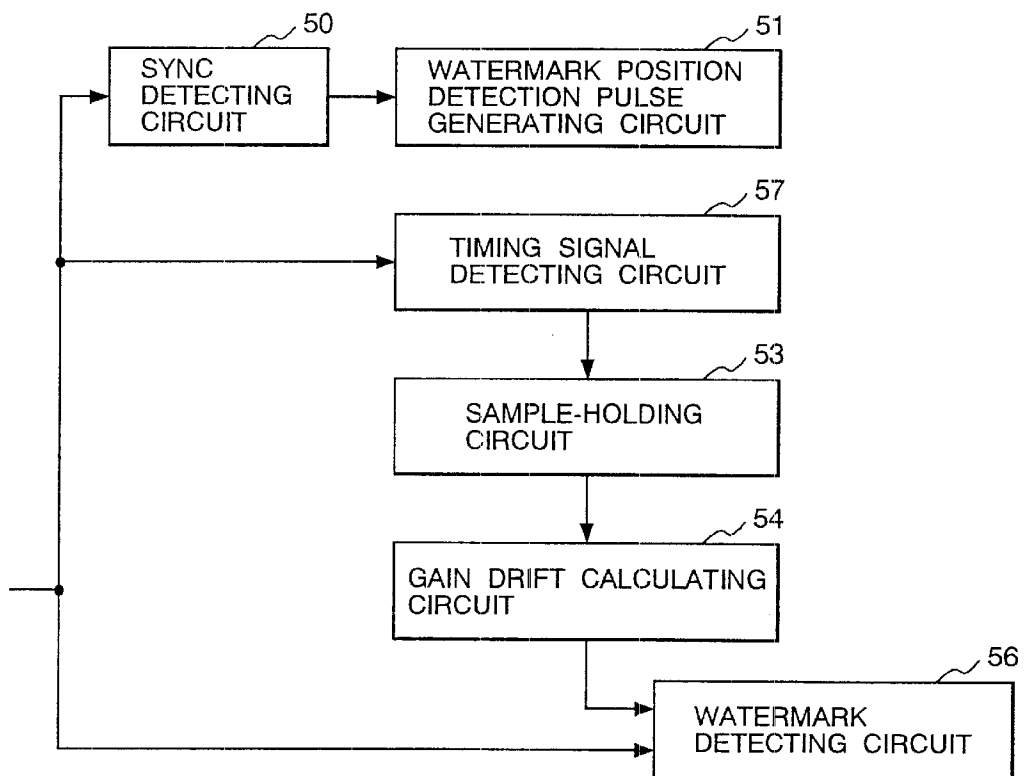 50
SYNC
DETECTING
CIRCUIT
51
WATERMARK POSITION
DETECTION PULSE
GENERATING CIRCUIT
57
TIMING SIGNAL
DETECTING CIRCUIT
53
SAMPLE-HOLDING
CIRCUIT
54
GAIN DRIFT CALCULATING
CIRCUIT
56
WATERMARK
DETECTING CIRCUIT